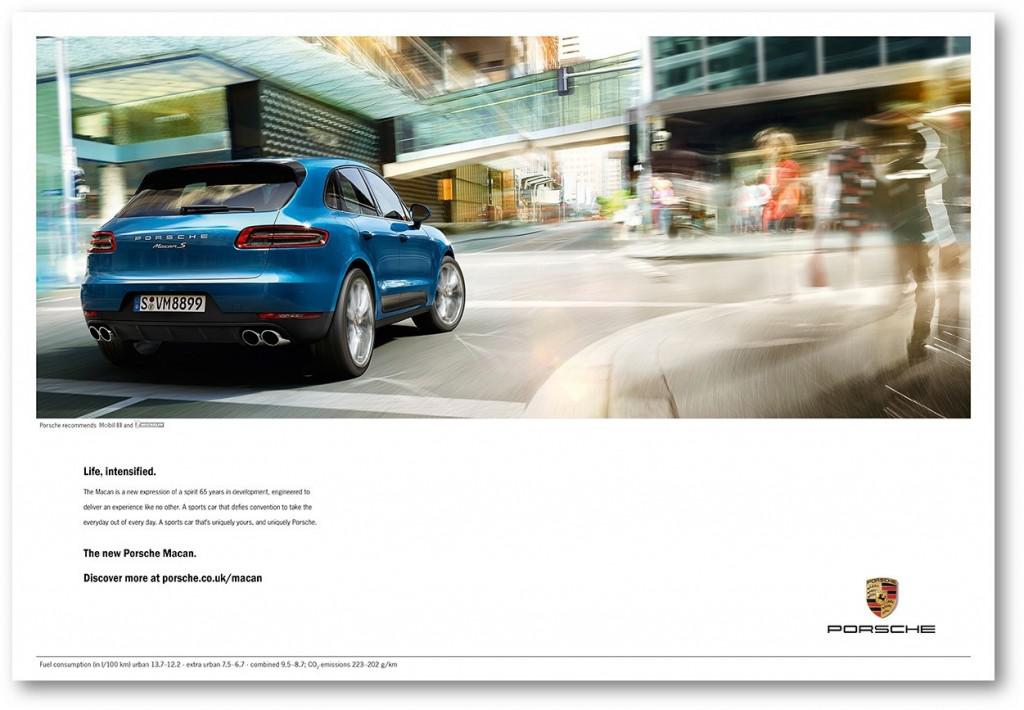 PORSCHE
Macan S
S VM8899
Porsche recommends Mobil 1 and
Life, intensified.
The Macan is a new expression of a spirit 65 years in development, engineered to
deliver an experience like no other. A sports car that defies convention to take the
everyday out of every day. A sports car that's uniquely yours, and uniquely Porsche.
The new Porsche Macan.
Discover more at porsche.co.uk/macan
PORSCHE
PORSCHE
Fuel consumption (in l/100 km) urban 13.7–12.2 · extra urban 7.5–6.7 · combined 9.5–8.7; CO₂ emissions 223–202 g/km